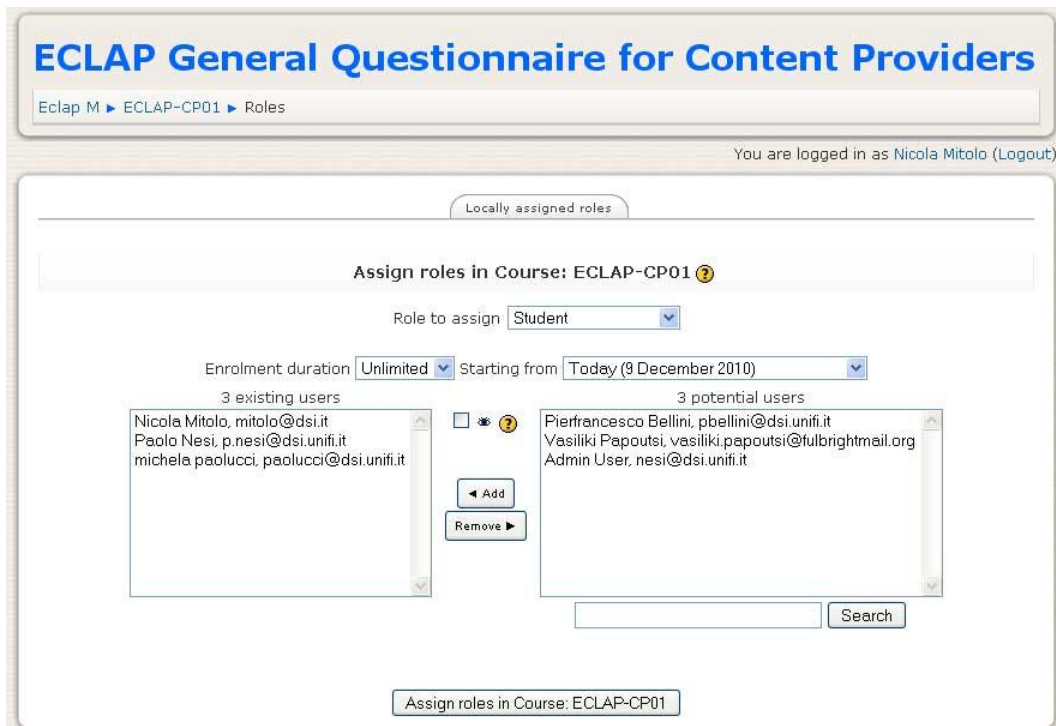 ECLAP General Questionnaire for Content Providers
Eclap M ► ECLAP-CP01 ► Roles
You are logged in as Nicola Mitolo (Logout)
Locally assigned roles
Assign roles in Course: ECLAP-CP01 ?
Role to assign Student
Enrolment duration Unlimited Starting from Today (9 December 2010)
3 existing users
Nicola Mitolo, mitolo@dsi.it
Paolo Nesi, p.nesi@dsi.unifi.it
michela paolucci, paolucci@dsi.unifi.it
?
◄ Add
Remove ►
3 potential users
Pierfrancesco Bellini, pbellini@dsi.unifi.it
Vasiliki Papoutsi, vasiliki.papoutsi@fulbrightmail.org
Admin User, nesi@dsi.unifi.it
Search
Assign roles in Course: ECLAP-CP01